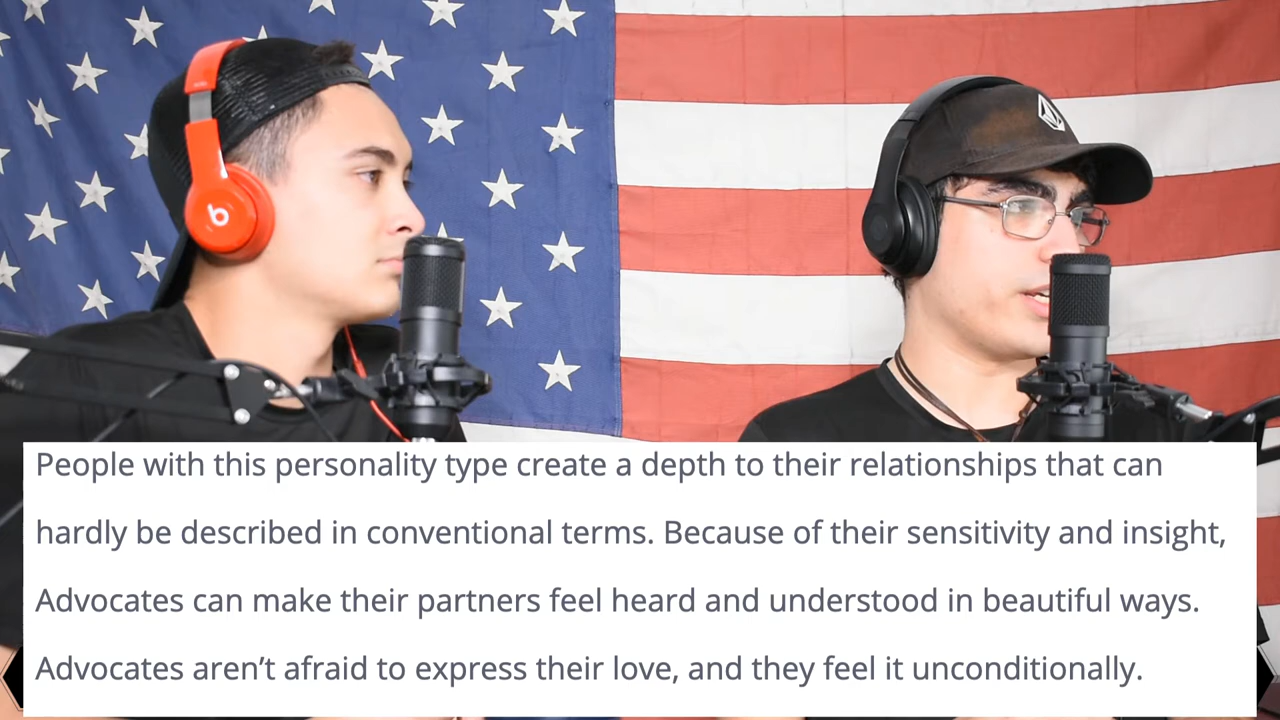 People with this personality type create a depth to their relationships that can
hardly be described in conventional terms. Because of their sensitivity and insight,
Advocates can make their partners feel heard and understood in beautiful ways.
Advocates aren’t afraid to express their love, and they feel it unconditionally.